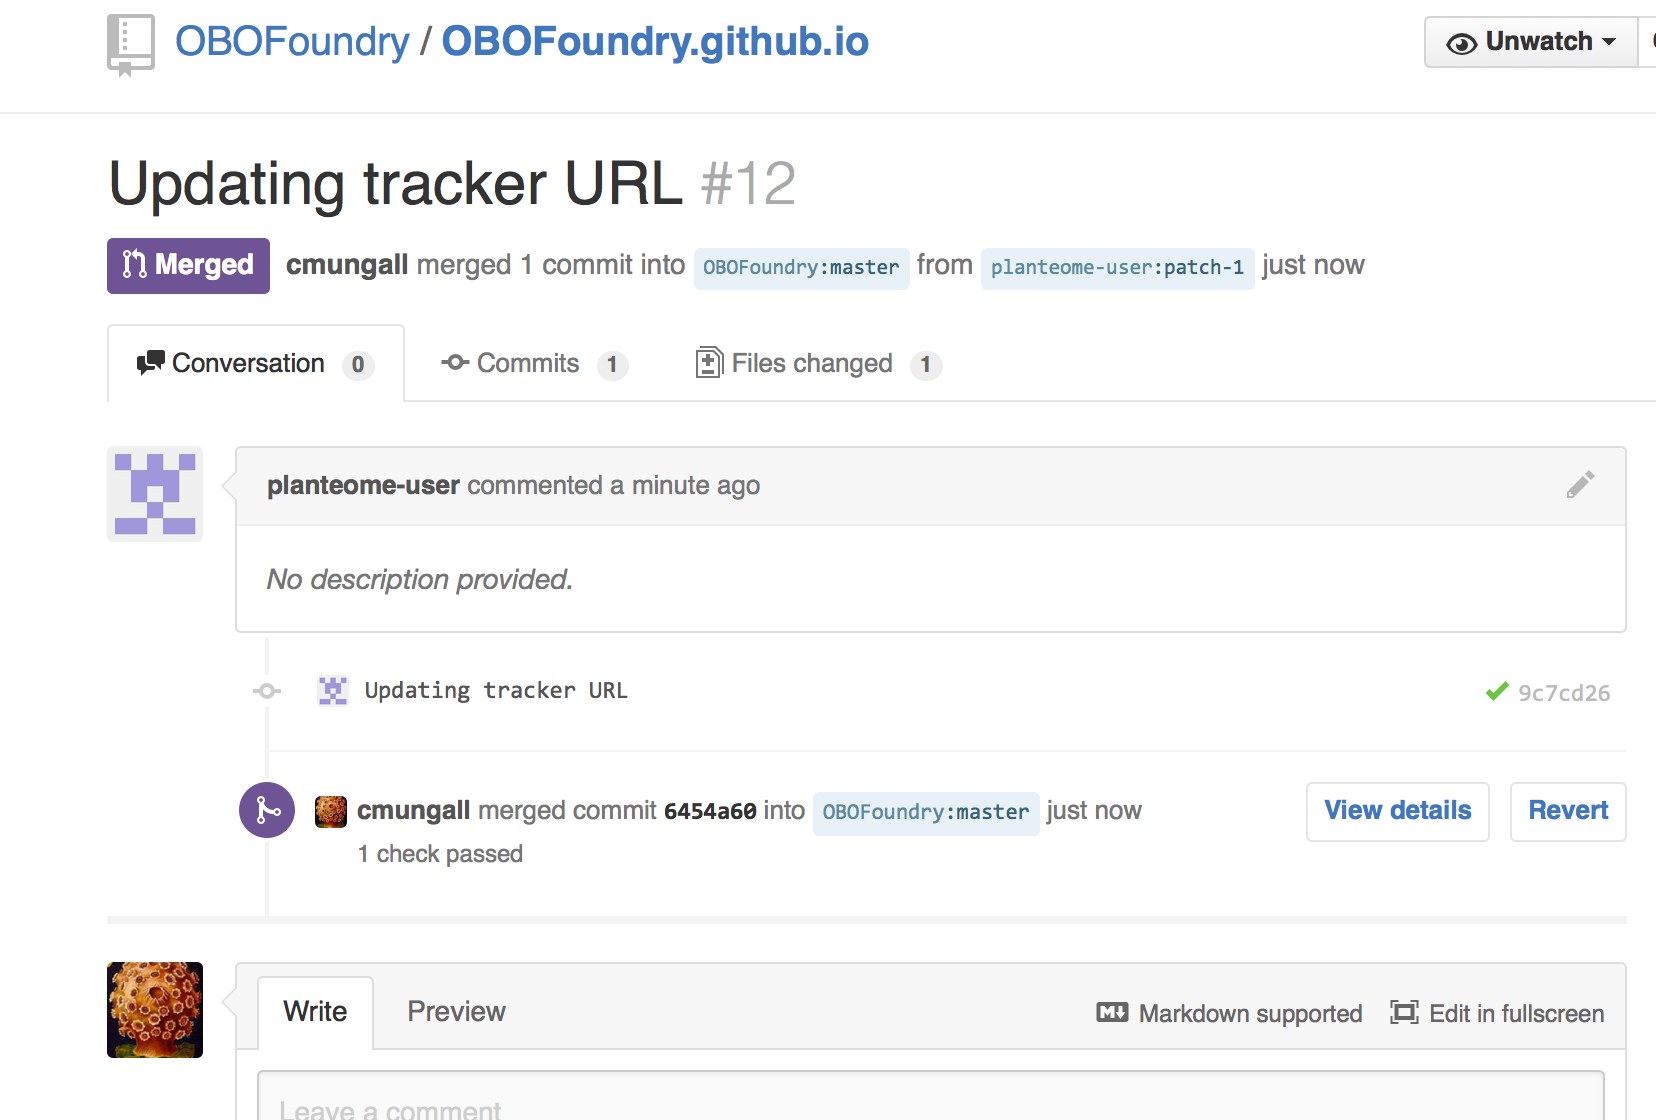 OBOFoundry / OBOFoundry.github.io
Unwatch
Updating tracker URL #12
Merged cmungall merged 1 commit into OBOFoundry:master from planteome-user:patch-1 just now
Conversation 0 Commits 1 Files changed 1
planteome-user commented a minute ago
No description provided.
Updating tracker URL 9c7cd26
cmungall merged commit 6454a60 into OBOFoundry:master just now View details Revert
1 check passed
Write Preview Markdown supported Edit in fullscreen
Leave a comment